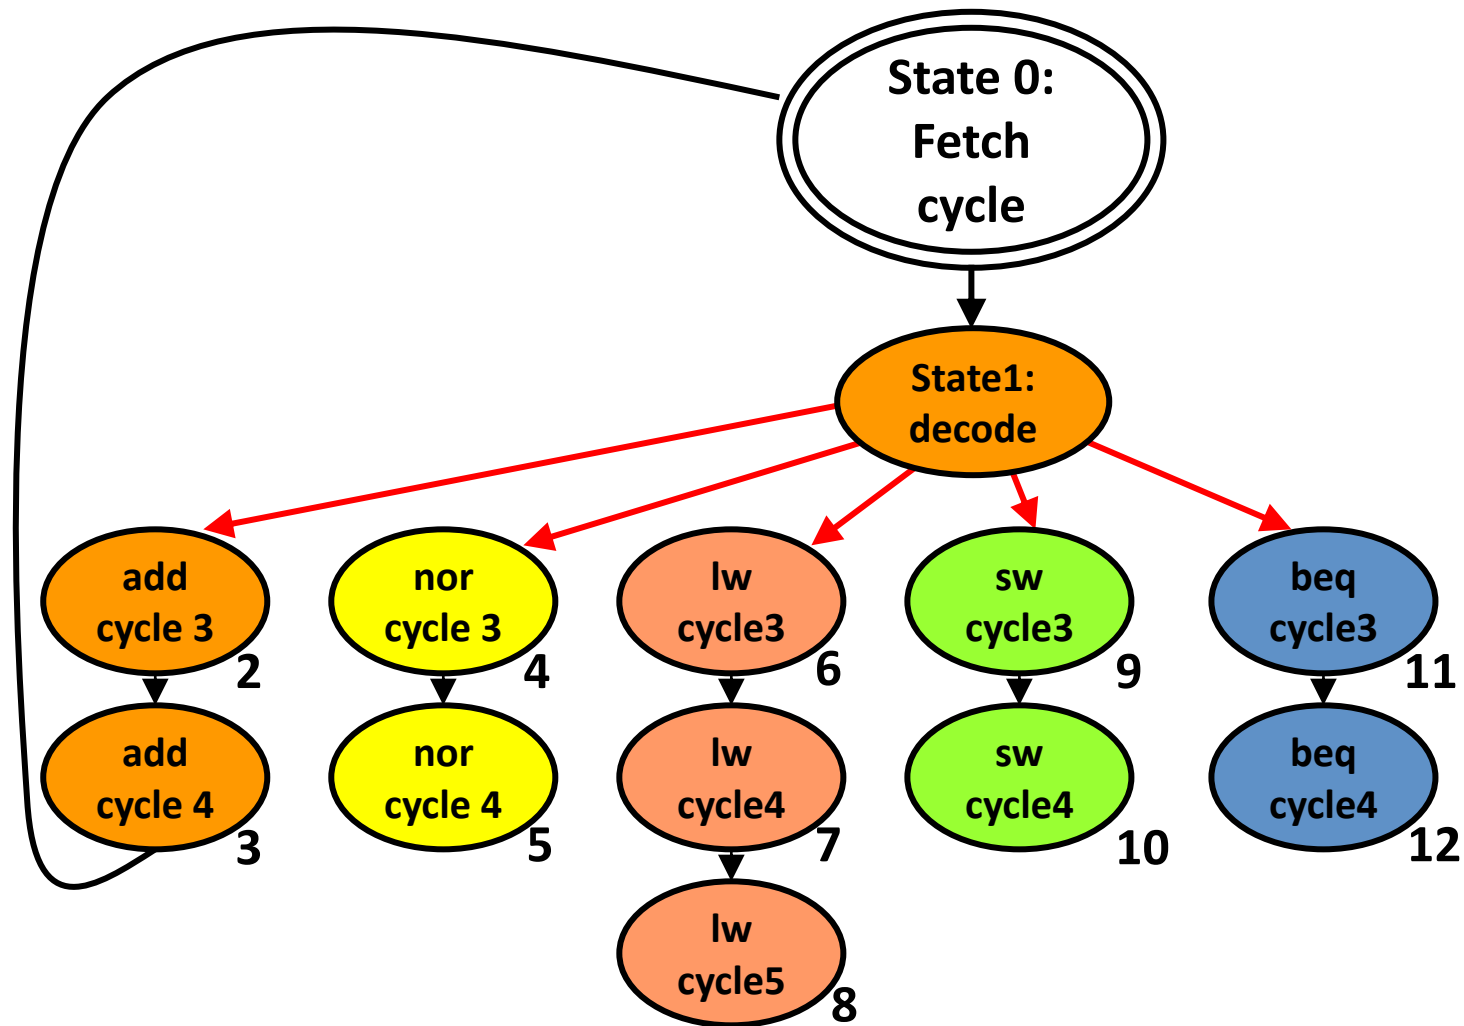 State 0:
Fetch
cycle
State1:
decode
add
cycle 3
2
nor
cycle 3
4
lw
cycle3
6
sw
cycle3
9
beq
cycle3
11
add
cycle 4
3
nor
cycle 4
5
lw
cycle4
7
sw
cycle4
10
beq
cycle4
12
lw
cycle5
8